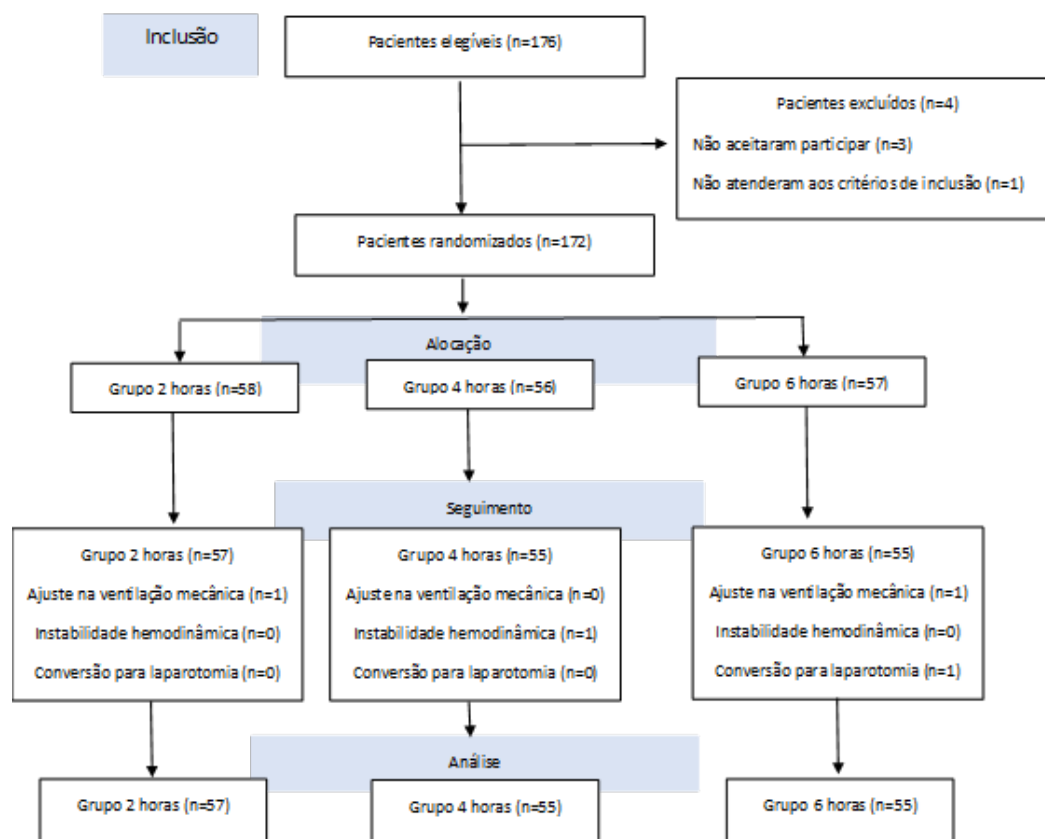 Inclusão
Pacientes elegíveis (n=176)
Pacientes excluídos (n=4)
Não aceitaram participar (n=3)
Não atenderam aos critérios de inclusão (n=1)
Pacientes randomizados (n=172)
Alocação
Grupo 2 horas (n=58)
Grupo 4 horas (n=56)
Grupo 6 horas (n=57)
Seguimento
Grupo 2 horas (n=57)
Ajuste na ventilação mecânica (n=1)
Instabilidade hemodinâmica (n=0)
Conversão para laparotomia (n=0)
Grupo 4 horas (n=55)
Ajuste na ventilação mecânica (n=0)
Instabilidade hemodinâmica (n=1)
Conversão para laparotomia (n=0)
Grupo 6 horas (n=55)
Ajuste na ventilação mecânica (n=1)
Instabilidade hemodinâmica (n=0)
Conversão para laparotomia (n=1)
Análise
Grupo 2 horas (n=57)
Grupo 4 horas (n=55)
Grupo 6 horas (n=55)